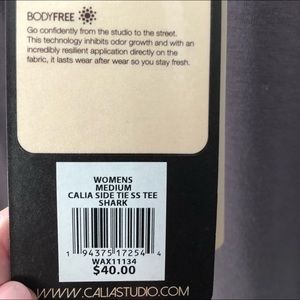 BODYFREE
Go confidently from the studio to the street.
This technology inhibits odor growth and with an
incredibly resilient application directly on the
fabric, it lasts wear after wear so you stay fresh.
WOMENS
MEDIUM
CALIA SIDE TIE SS TEE
SHARK
1 94375 17254 4
WAX11134
$40.00
WWW.CALIASTUDIO.COM